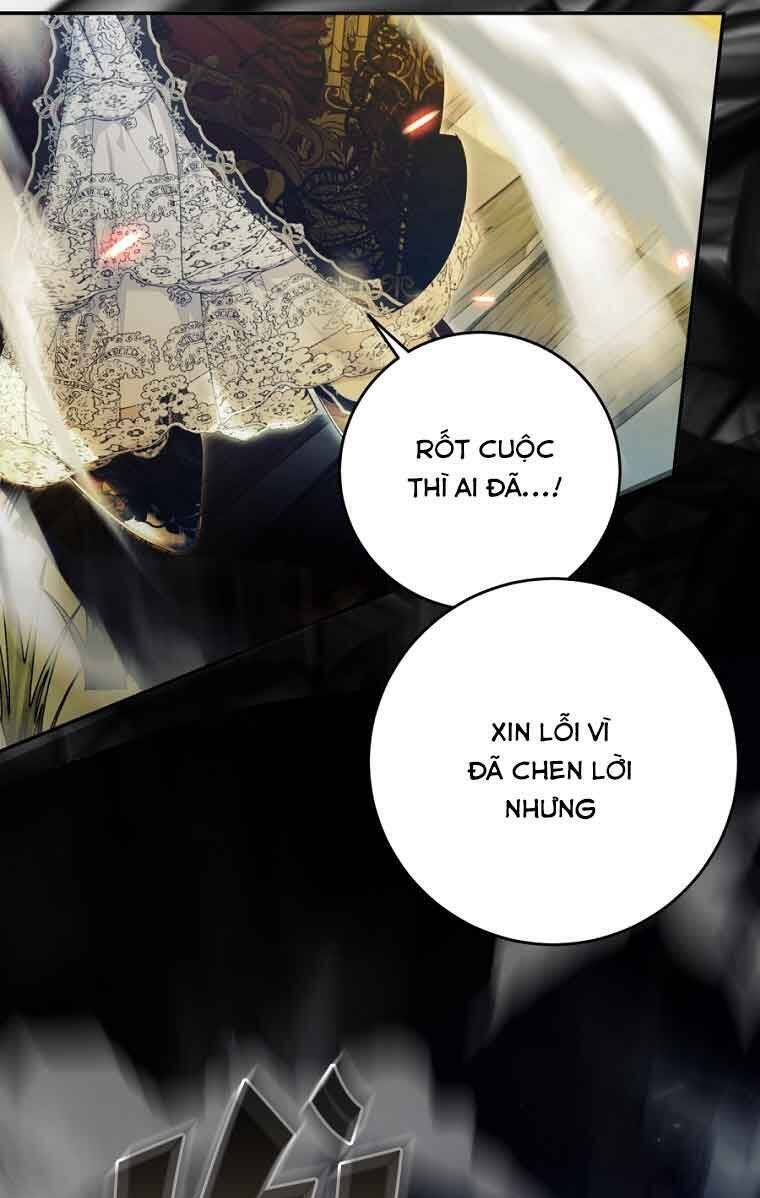 RỐT CUỘC
THÌ AI ĐÃ...!
XIN LỖI VÌ
ĐÃ CHEN LỜI
NHƯNG